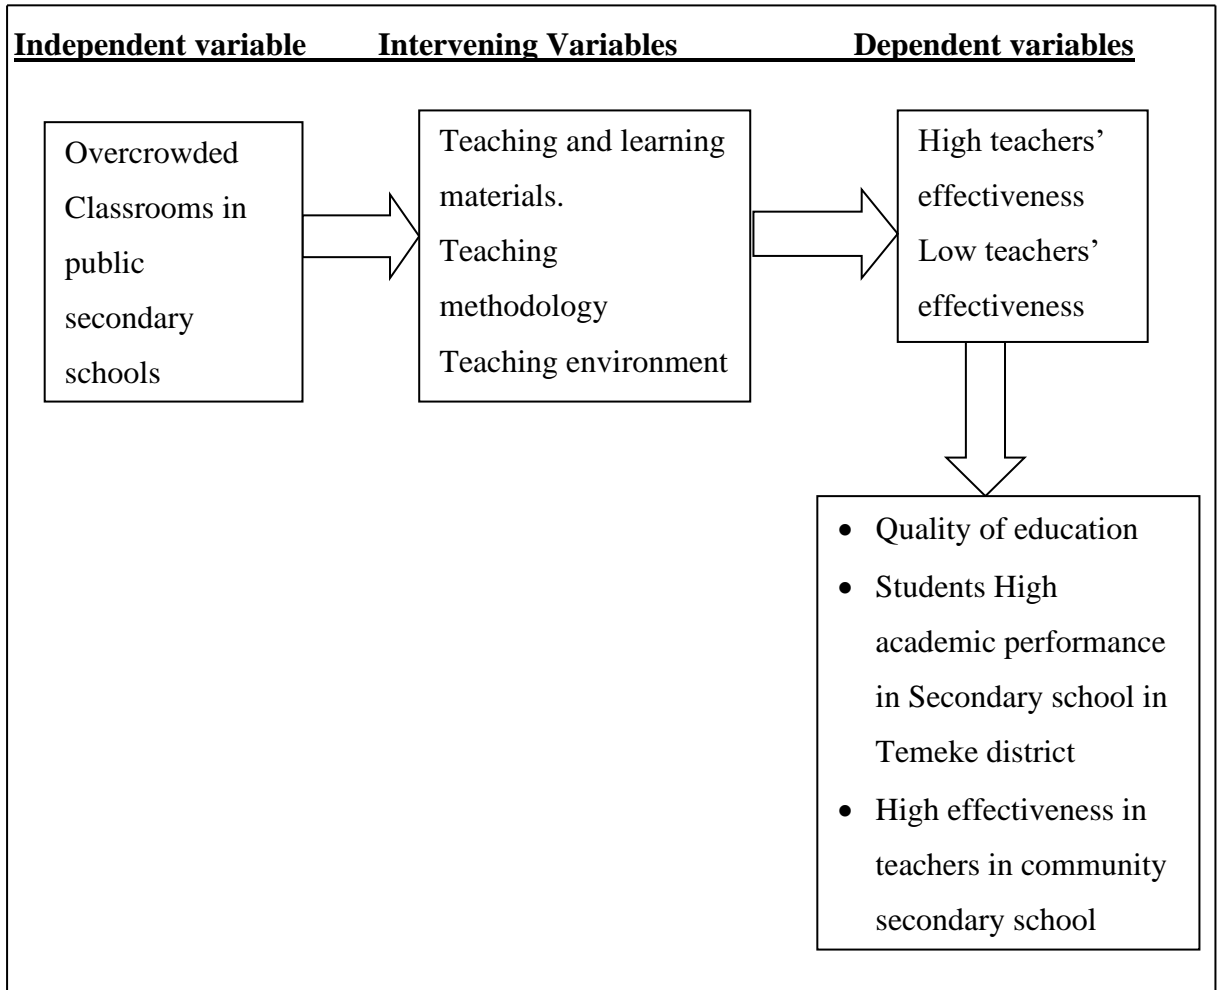 Independent variable Intervening Variables Dependent variables
Overcrowded
Classrooms in
public
secondary
schools
Teaching and learning
materials.
Teaching
methodology
Teaching environment
High teachers’
effectiveness
Low teachers’
effectiveness
• Quality of education
• Students High
academic performance
in Secondary school in
Temeke district
• High effectiveness in
teachers in community
secondary school